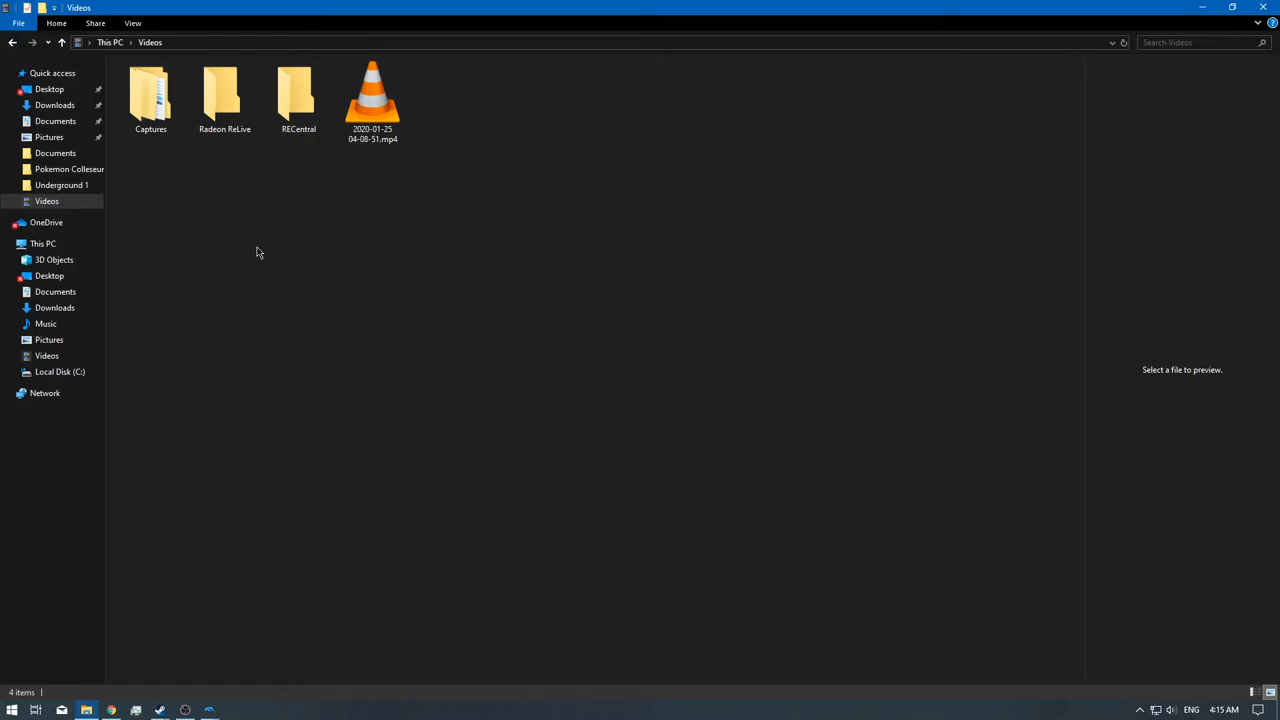 Videos
File Home Share View
This PC Videos
Search Videos
Quick access
Desktop
Downloads
Documents
Pictures
Documents
Pokemon Colleseur
Underground 1
Videos
OneDrive
This PC
3D Objects
Desktop
Documents
Downloads
Music
Pictures
Videos
Local Disk (C:)
Network
Captures
Radeon ReLive
RECentral
2020-01-25
04-08-51.mp4
Select a file to preview.
4 items
ENG
4:15 AM